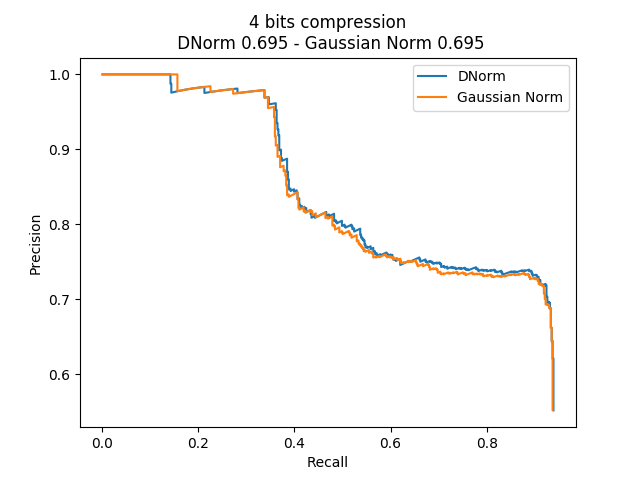 4 bits compression
DNorm 0.695 - Gaussian Norm 0.695
DNorm
Gaussian Norm
1.0
0.9
0.8
0.7
0.6
Precision
0.0 0.2 0.4 0.6 0.8
Recall